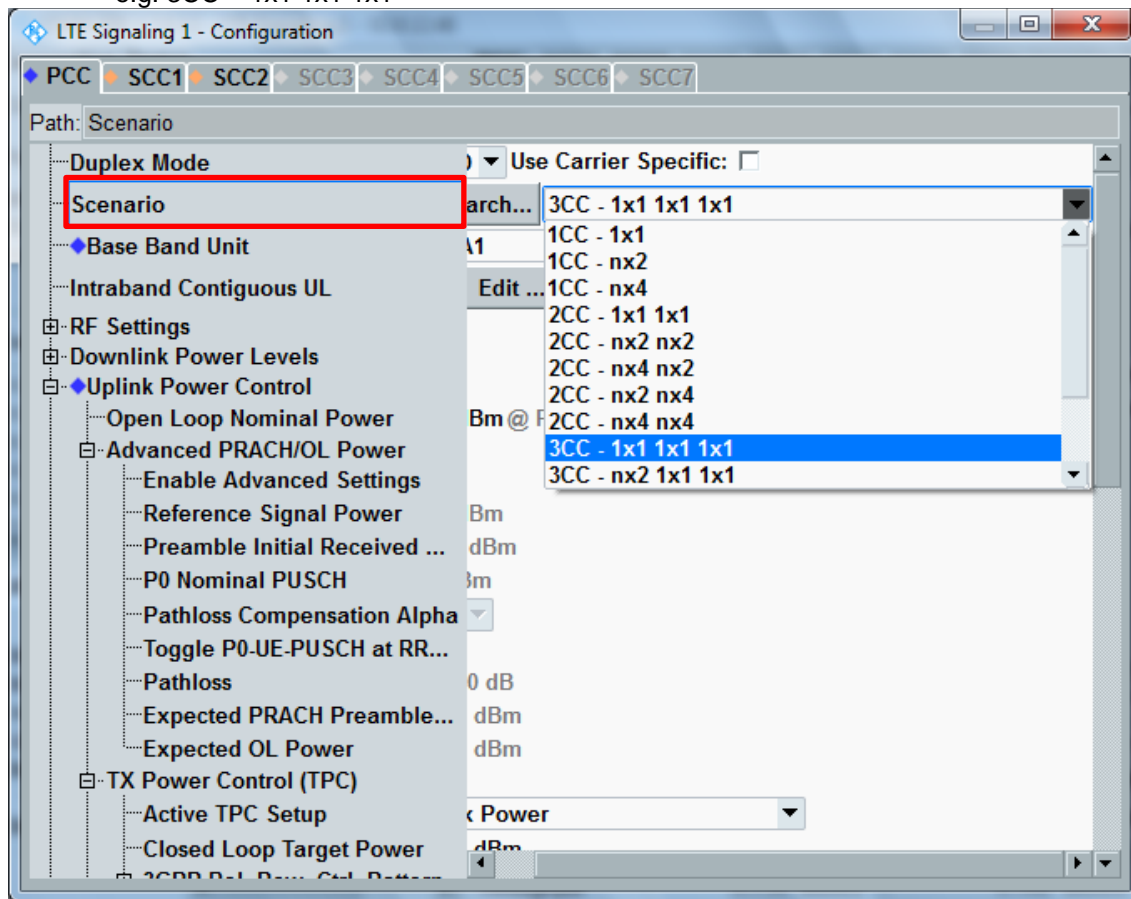 LTE Signaling 1 - Configuration
PCC SCC1 SCC2 SCC3 SCC4 SCC5 SCC6 SCC7
Path: Scenario
Duplex Mode Use Carrier Specific:
Scenario arch... 3CC - 1x1 1x1 1x1
1CC - 1x1
Base Band Unit A1
1CC - nx2
Intraband Contiguous UL Edit ... 1CC - nx4
2CC - 1x1 1x1
RF Settings
2CC - nx2 nx2
Downlink Power Levels
2CC - nx4 nx2
Uplink Power Control
2CC - nx2 nx4
Open Loop Nominal Power Bm @ 2CC - nx4 nx4
Advanced PRACH/OL Power 3CC - 1x1 1x1 1x1
Enable Advanced Settings 3CC - nx2 1x1 1x1
Reference Signal Power Bm
Preamble Initial Received ... dBm
P0 Nominal PUSCH Bm
Pathloss Compensation Alpha
Toggle P0-UE-PUSCH at RR...
Pathloss 0 dB
Expected PRACH Preamble... dBm
Expected OL Power dBm
TX Power Control (TPC)
Active TPC Setup x Power
Closed Loop Target Power dBm